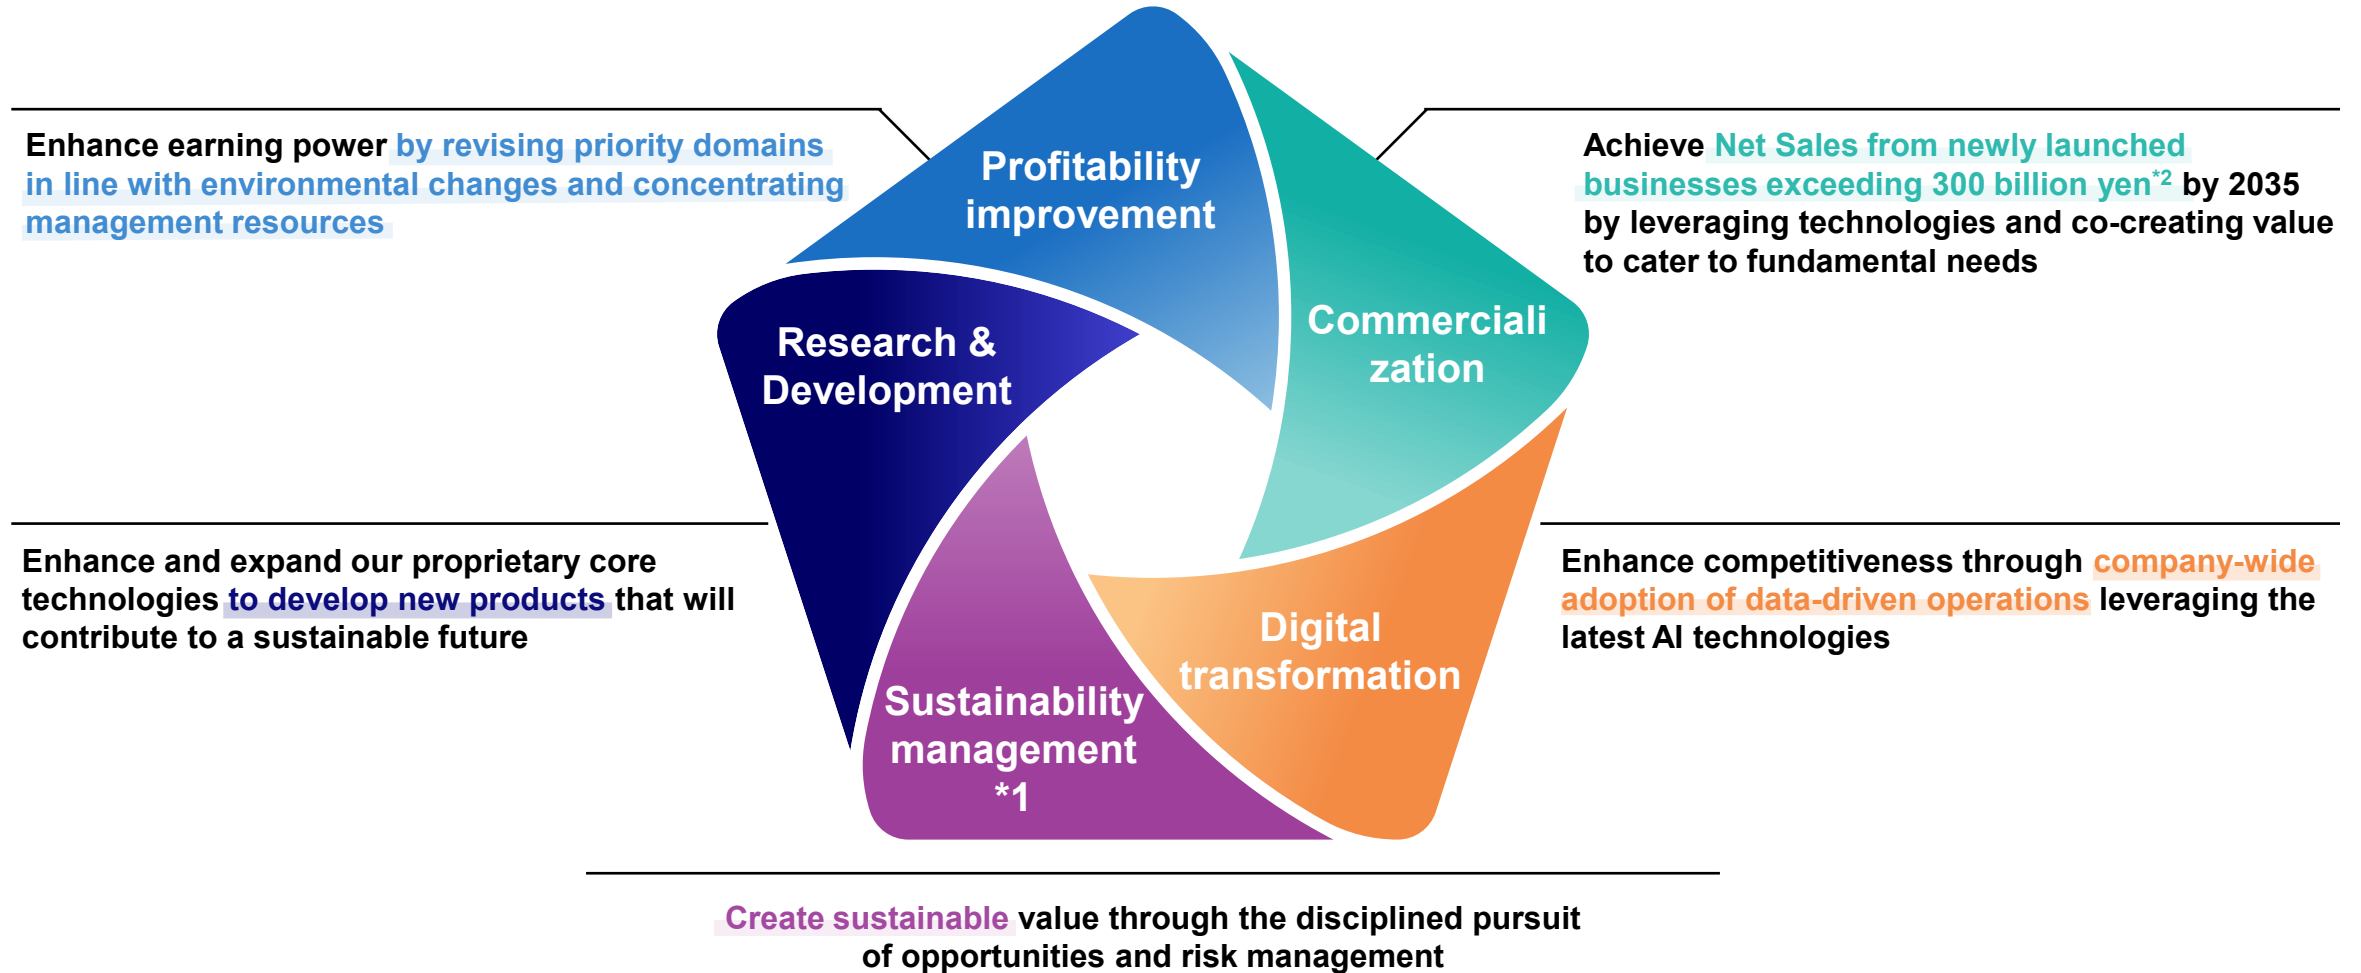 Profitability
improvement
Enhance earning power by revising priority domains
in line with environmental changes and concentrating
management resources
Commerciali
zation
Achieve Net Sales from newly launched
businesses exceeding 300 billion yen*2 by 2035
by leveraging technologies and co-creating value
to cater to fundamental needs
Research &
Development
Enhance and expand our proprietary core
technologies to develop new products that will
contribute to a sustainable future
Digital
transformation
Enhance competitiveness through company-wide
adoption of data-driven operations leveraging the
latest AI technologies
Sustainability
management
*1
Create sustainable value through the disciplined pursuit
of opportunities and risk management